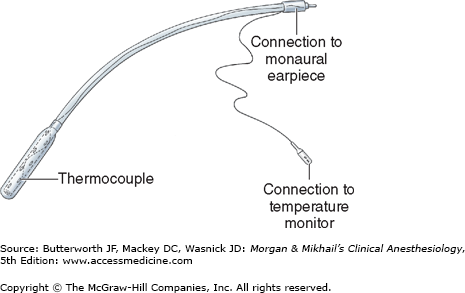 Connection to
monaural
earpiece
Thermocouple
Connection to
temperature
monitor
Source: Butterworth JF, Mackey DC, Wasnick JD: Morgan & Mikhail's Clinical Anesthesiology,
5th Edition: www.accessmedicine.com
Copyright © The McGraw-Hill Companies, Inc. All rights reserved.